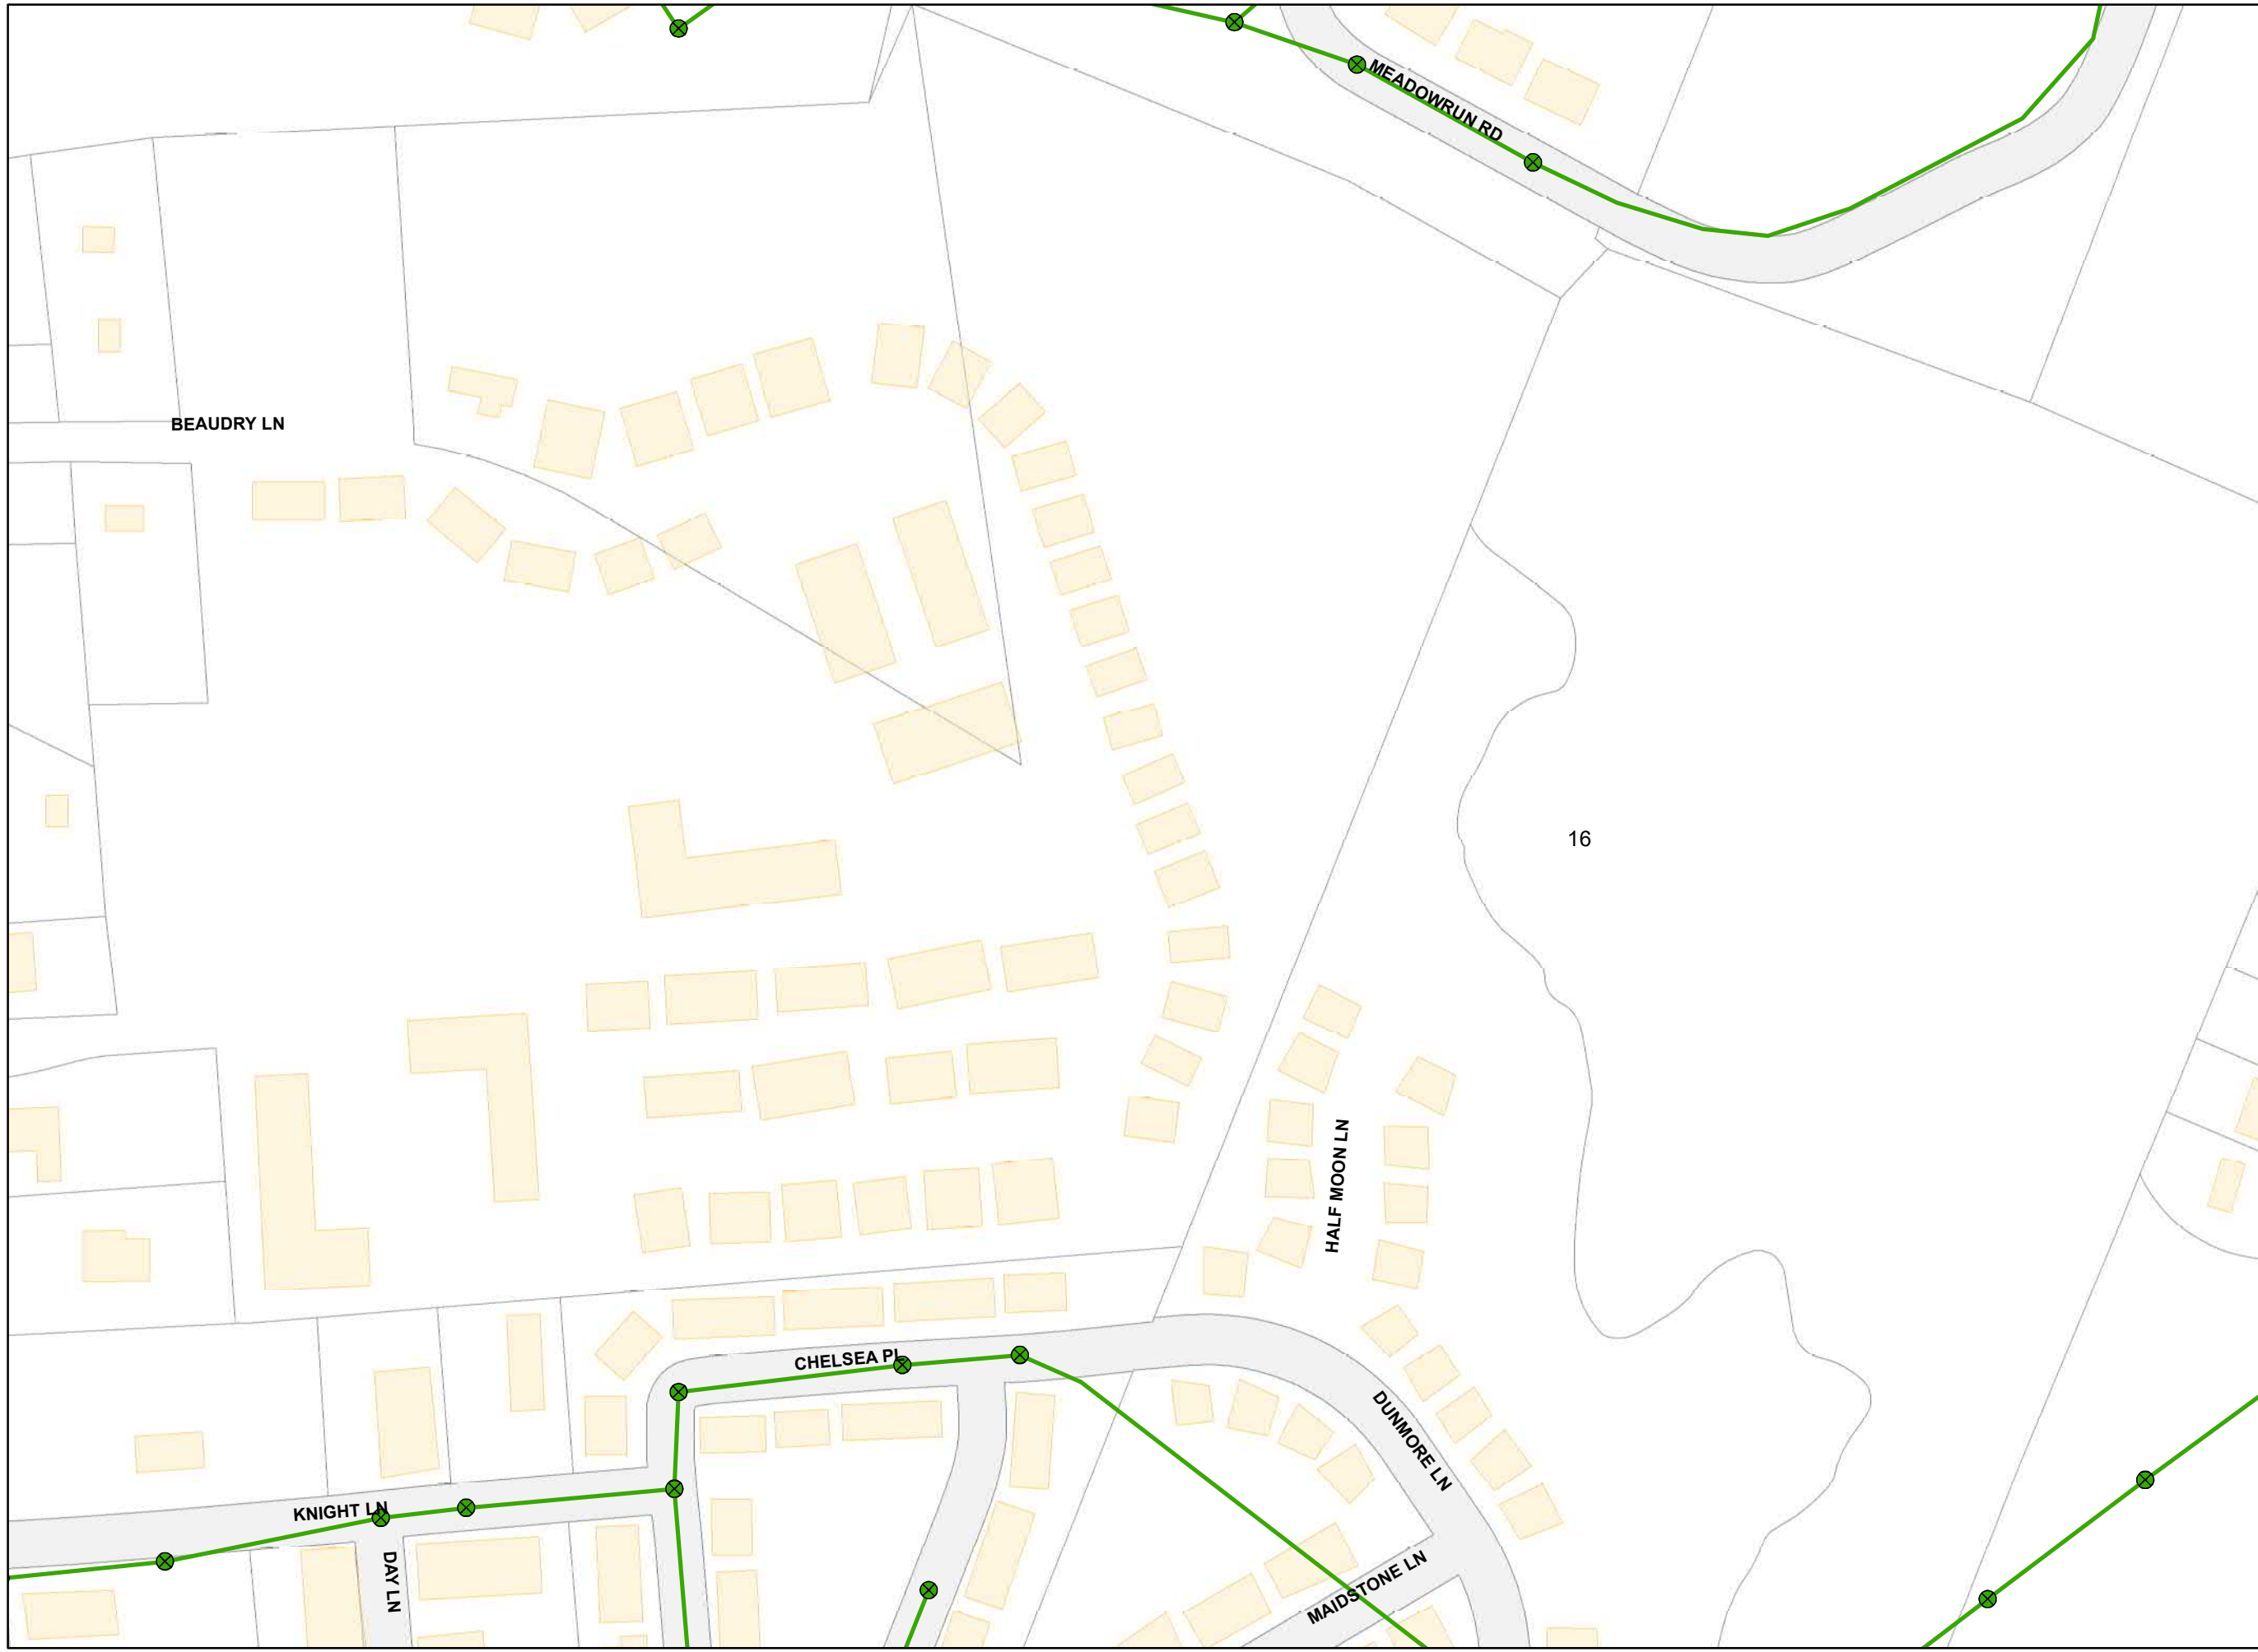 MEADOWRUN RD
BEAUDRY LN
16
HALF MOON LN
CHELSEA PL
DUNMORE LN
KNIGHT LN
DAY LN
MAIDSTONE LN